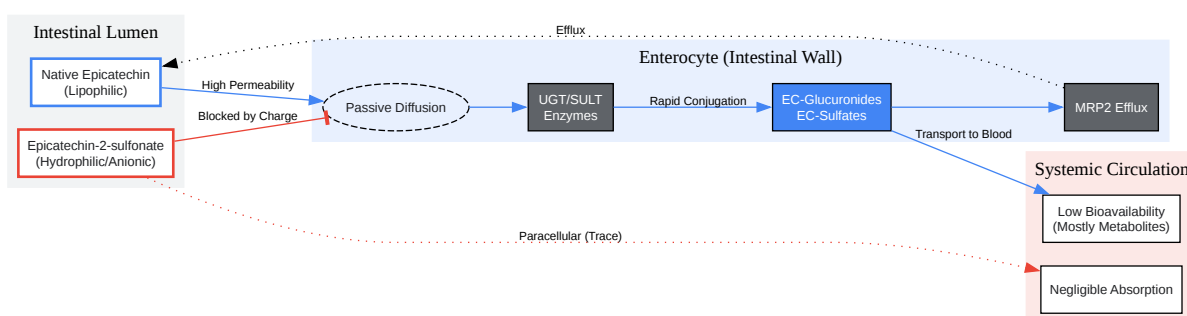 Intestinal Lumen
Native Epicatechin
(Lipophilic)
Epicatechin-2-sulfonate
(Hydrophilic/Anionic)
High Permeability
Blocked by Charge
Efflux
Enterocyte (Intestinal Wall)
Passive Diffusion
UGT/SULT
Enzymes
Rapid Conjugation
EC-Glucuronides
EC-Sulfates
MRP2 Efflux
Transport to Blood
Paracellular (Trace)
Systemic Circulation
Low Bioavailability
(Mostly Metabolites)
Negligible Absorption